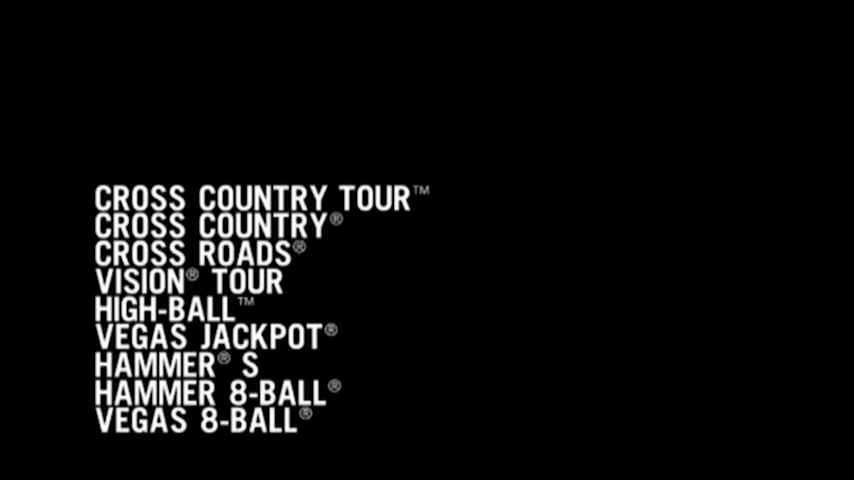 CROSS COUNTRY TOUR™
CROSS COUNTRY®
CROSS ROADS®
VISION® TOUR
HIGH-BALL™
VEGAS JACKPOT®
HAMMER® S
HAMMER 8-BALL®
VEGAS 8-BALL®